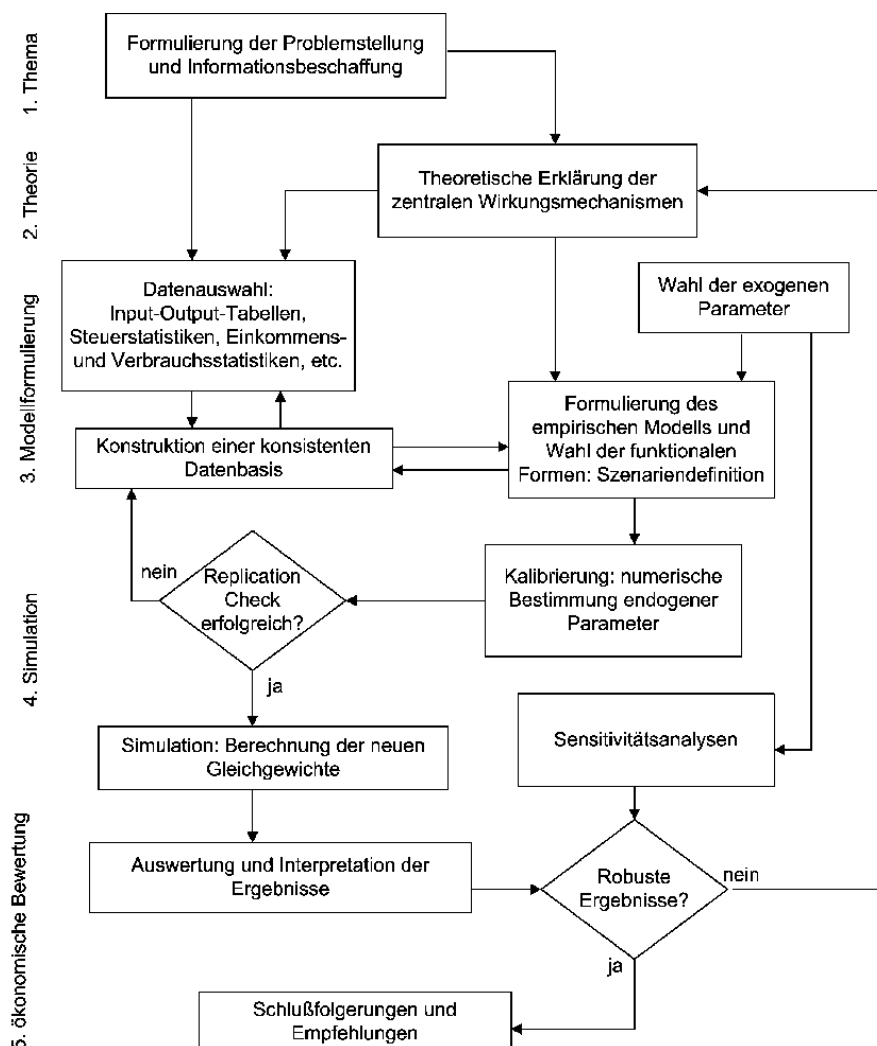 1. Thema
Formulierung der Problemstellung
und Informationsbeschaffung
2. Theorie
Theoretische Erklärung der
zentralen Wirkungsmechanismen
3. Modellformulierung
Datenauswahl:
Input-Output-Tabellen,
Steuerstatistiken, Einkommens-
und Verbrauchsstatistiken, etc.
Wahl der exogenen
Parameter
Konstruktion einer konsistenten
Datenbasis
Formulierung des
empirischen Modells und
Wahl der funktionalen
Formen: Szenariendefinition
4. Simulation
nein
Replication
Check
erfolgreich?
Kalibrierung: numerische
Bestimmung endogener
Parameter
ja
Simulation: Berechnung der neuen
Gleichgewichte
Sensitivitätsanalysen
5. ökonomische Bewertung
Auswertung und Interpretation der
Ergebnisse
Robuste
Ergebnisse?
nein
ja
Schlußfolgerungen und
Empfehlungen